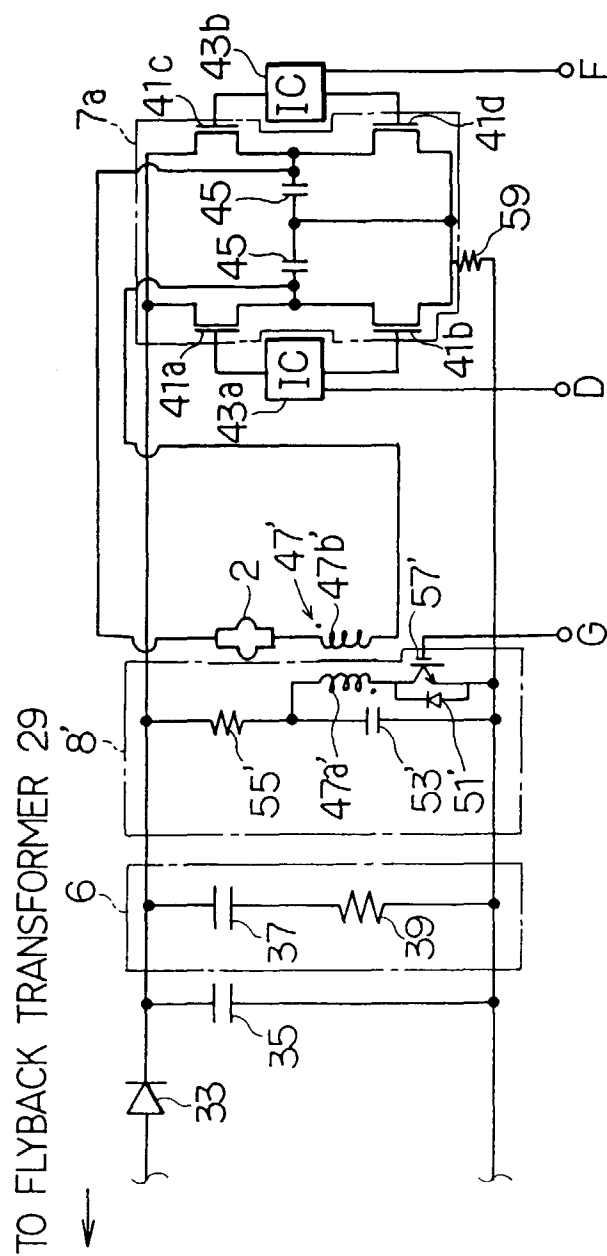 TO FLYBACK TRANSFORMER 29
33
35
6
37
39
8'
55'
47a'
53'
51'
57'
G
2
47'
47b'
41a
43a
IC
D
41b
45
45
7a
41c
43b
IC
41d
F
59